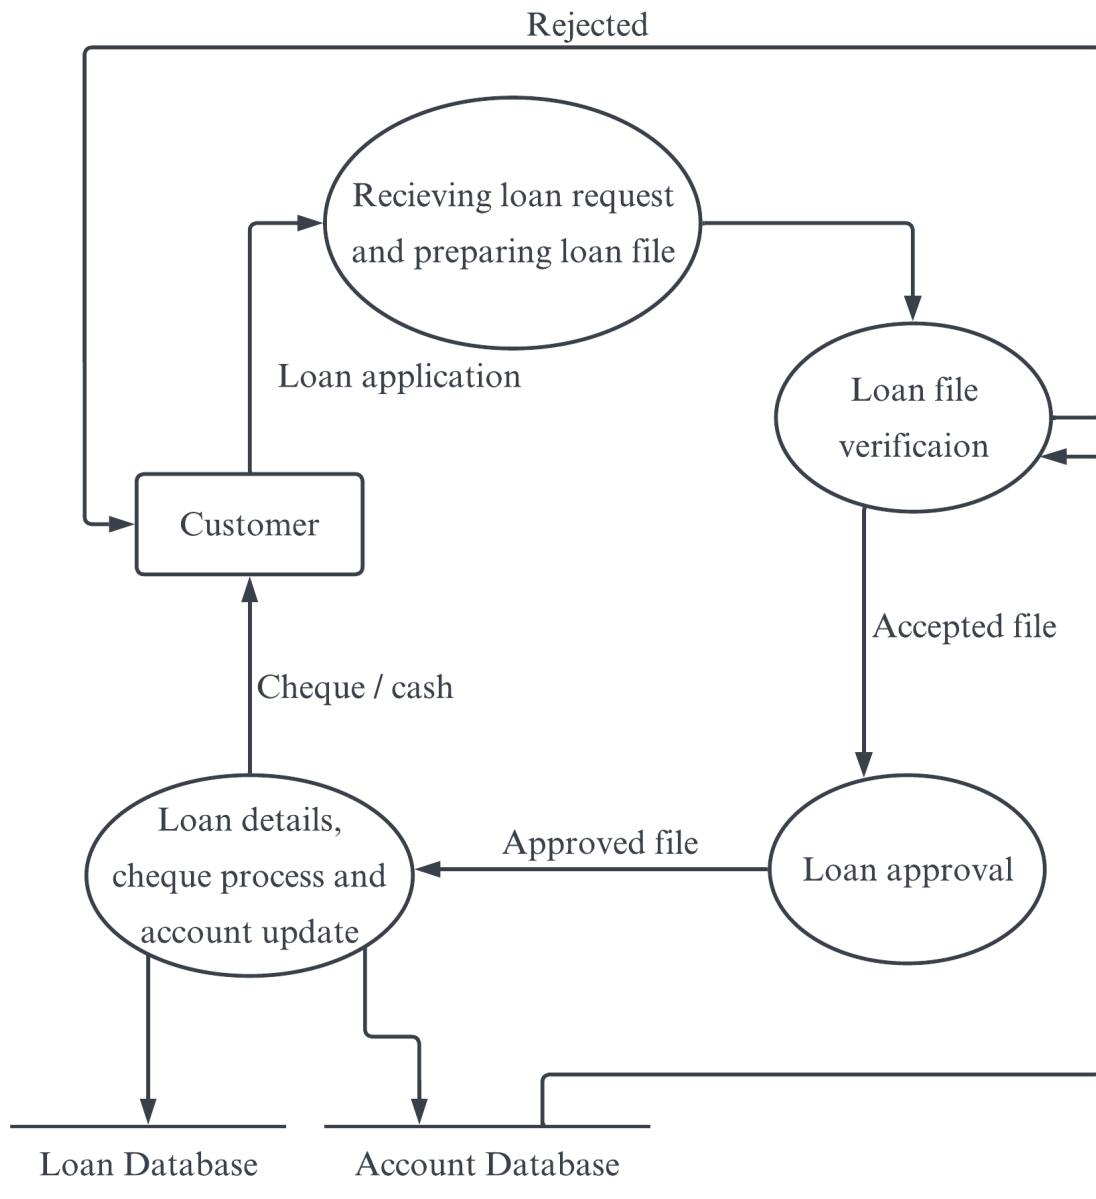 Rejected
Recieving loan request
and preparing loan file
Loan application
Loan file
verificaion
Customer
Accepted file
Cheque / cash
Loan details,
cheque process and
account update
Approved file
Loan approval
Loan Database
Account Database